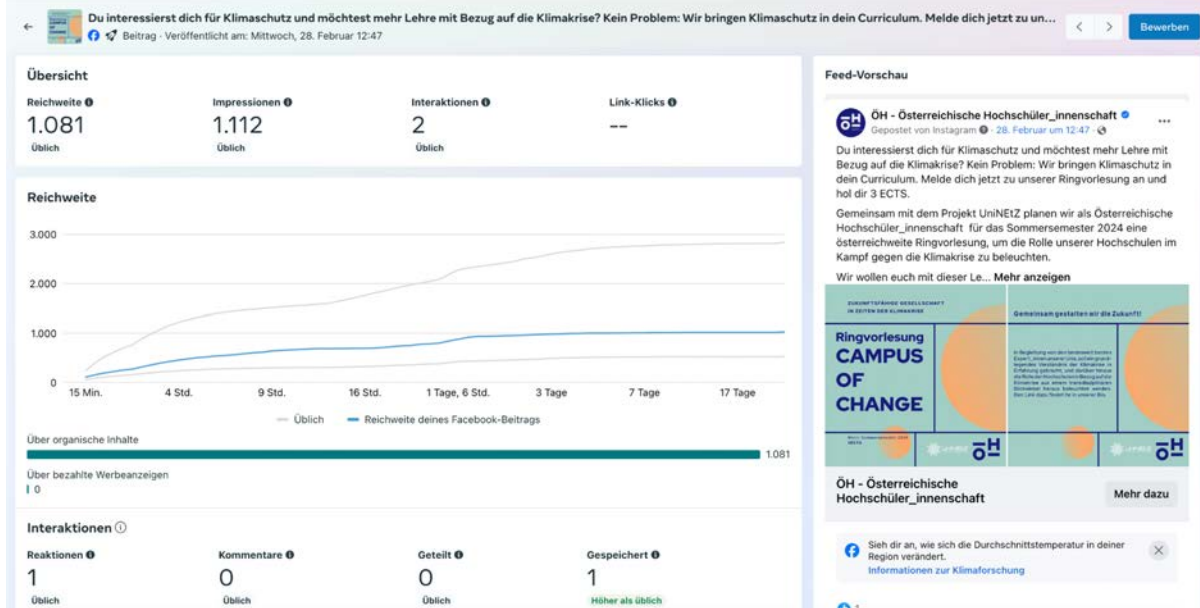 Du interessierst dich für Klimaschutz und möchtest mehr Lehre mit Bezug auf die Klimakrise? Kein Problem: Wir bringen Klimaschutz in dein Curriculum. Melde dich jetzt zu un...
Beitrag · Veröffentlicht am: Mittwoch, 28. Februar 12:47
Bewerben
Übersicht
Reichweite Impressionen Interaktionen Link-Klicks
1.081 1.112 2 --
Üblich Üblich Üblich
Reichweite
3.000
2.000
1.000
0
15 Min. 4 Std. 9 Std. 16 Std. 1 Tage, 6 Std. 3 Tage 7 Tage 17 Tage
Üblich Reichweite deines Facebook-Beitrags
Über organische Inhalte
1.081
Über bezahlte Werbeanzeigen
0
Interaktionen
Reaktionen Kommentare Geteilt Gespeichert
1 0 0 1
Üblich Üblich Üblich Höher als üblich
Feed-Vorschau
ÖH - Österreichische Hochschüler_innenschaft
Gepostet von Instagram · 28. Februar um 12:47 ·
Du interessierst dich für Klimaschutz und möchtest mehr Lehre mit
Bezug auf die Klimakrise? Kein Problem: Wir bringen Klimaschutz in
dein Curriculum. Melde dich jetzt zu unserer Ringvorlesung an und
hol dir 3 ECTS.
Gemeinsam mit dem Projekt UniNEtZ planen wir als Österreichische
Hochschüler_innenschaft für das Sommersemester 2024 eine
österreichweite Ringvorlesung, um die Rolle unserer Hochschulen im
Kampf gegen die Klimakrise zu beleuchten.
Wir wollen euch mit dieser Le... Mehr anzeigen
ZUKUNFTSFÄHIGE GESELLSCHAFT
IN ZEITEN DER KLIMAKRISE
Ringvorlesung
CAMPUS
OF
CHANGE
ÖH
Gemeinsam gestalten wir die Zukunft!
ÖH
ÖH - Österreichische
Hochschüler_innenschaft
Mehr dazu
Sieh dir an, wie sich die Durchschnittstemperatur in deiner
Region verändert.
Informationen zur Klimaforschung
1